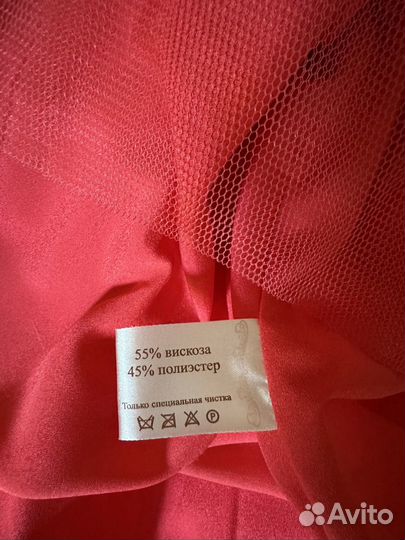 55% вискоза
45% полиэстер
Только специальная чистка
P
Avito